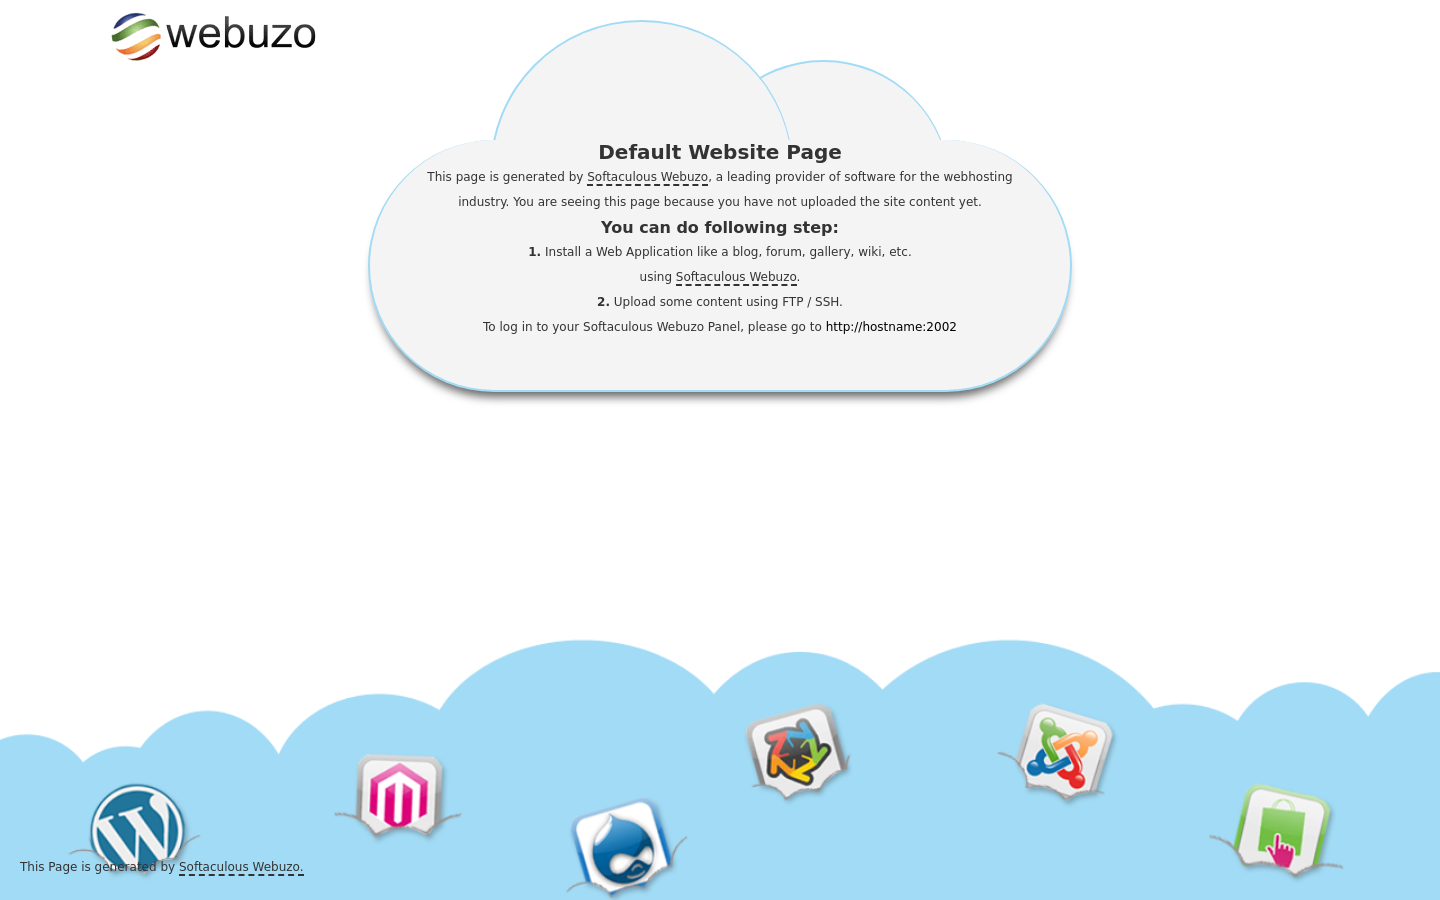 webuzo
Default Website Page
This page is generated by Softaculous Webuzo, a leading provider of software for the webhosting
industry. You are seeing this page because you have not uploaded the site content yet.
You can do following step:
1. Install a Web Application like a blog, forum, gallery, wiki, etc.
using Softaculous Webuzo.
2. Upload some content using FTP / SSH.
To log in to your Softaculous Webuzo Panel, please go to http://hostname:2002
This Page is generated by Softaculous Webuzo.